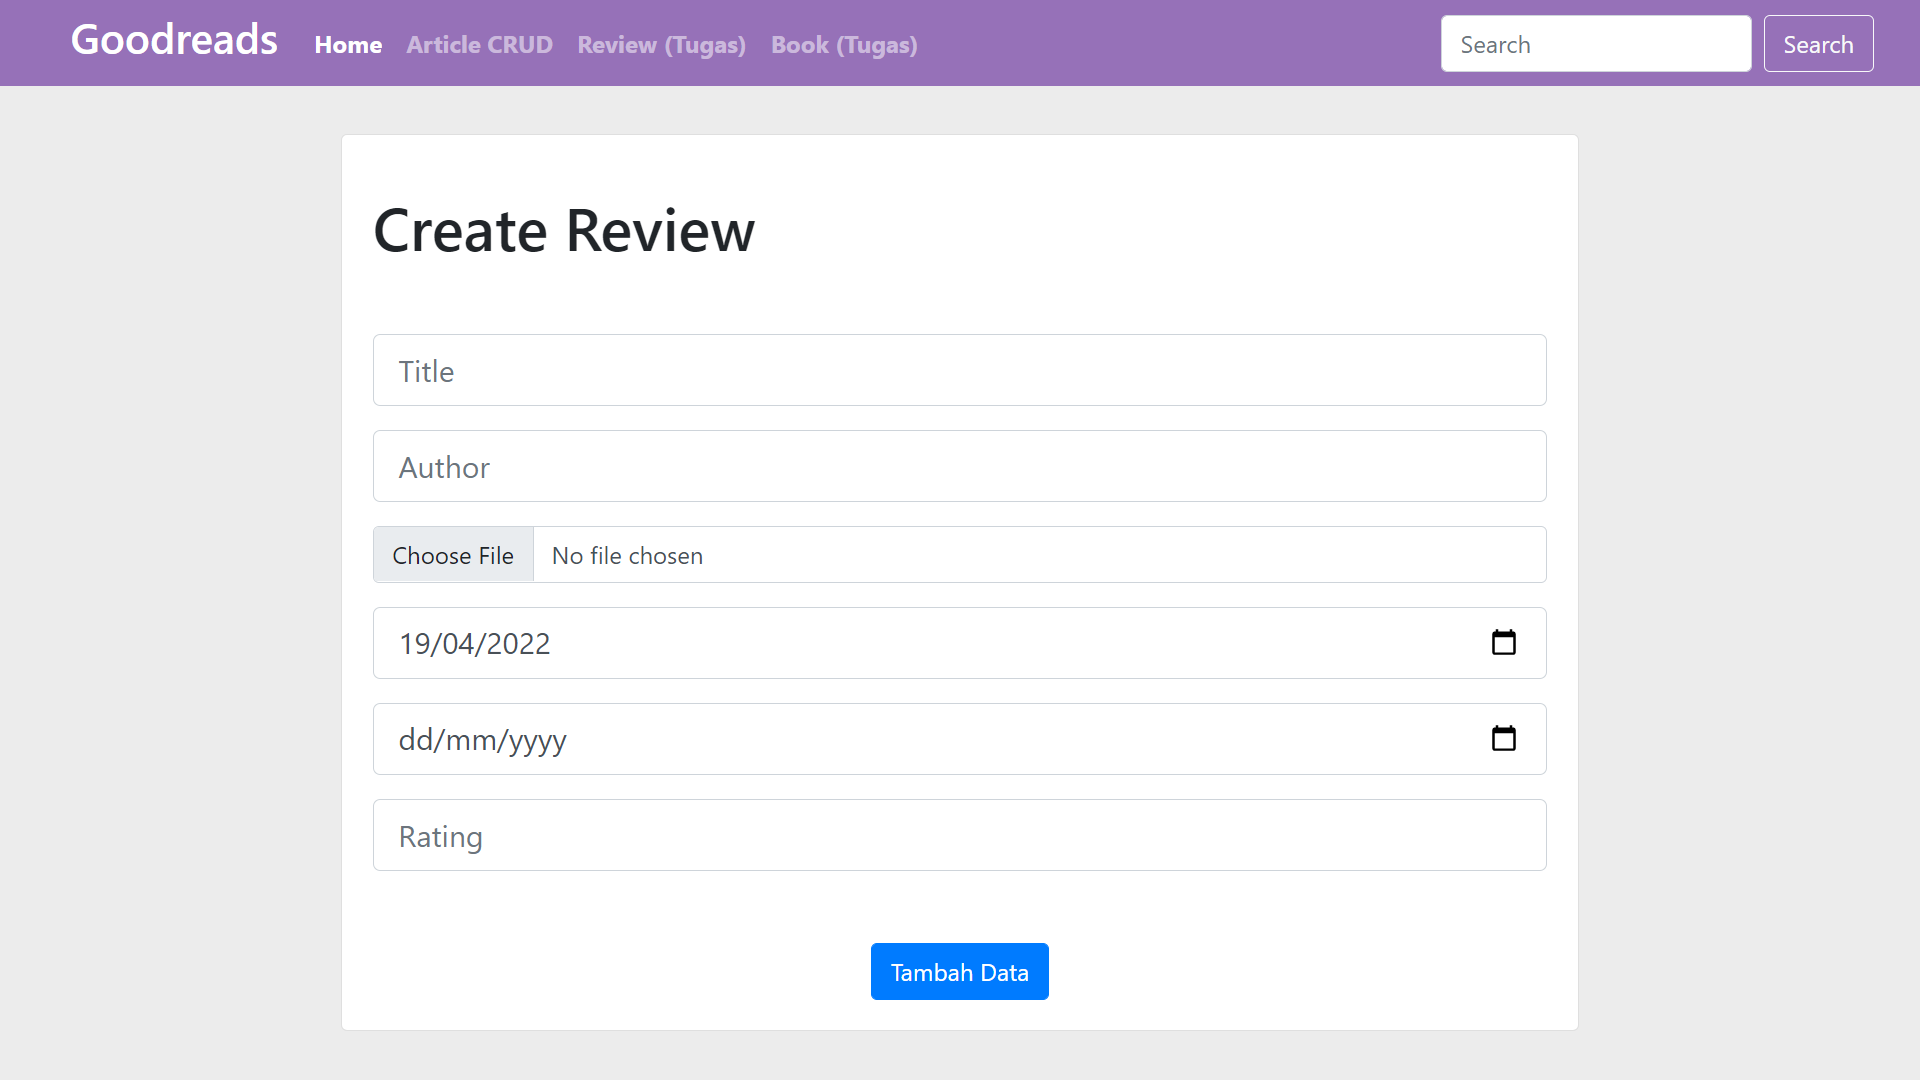 Goodreads Home Article CRUD Review (Tugas) Book (Tugas) Search Search
Create Review
Title
Author
Choose File No file chosen
19/04/2022
dd/mm/yyyy
Rating
Tambah Data